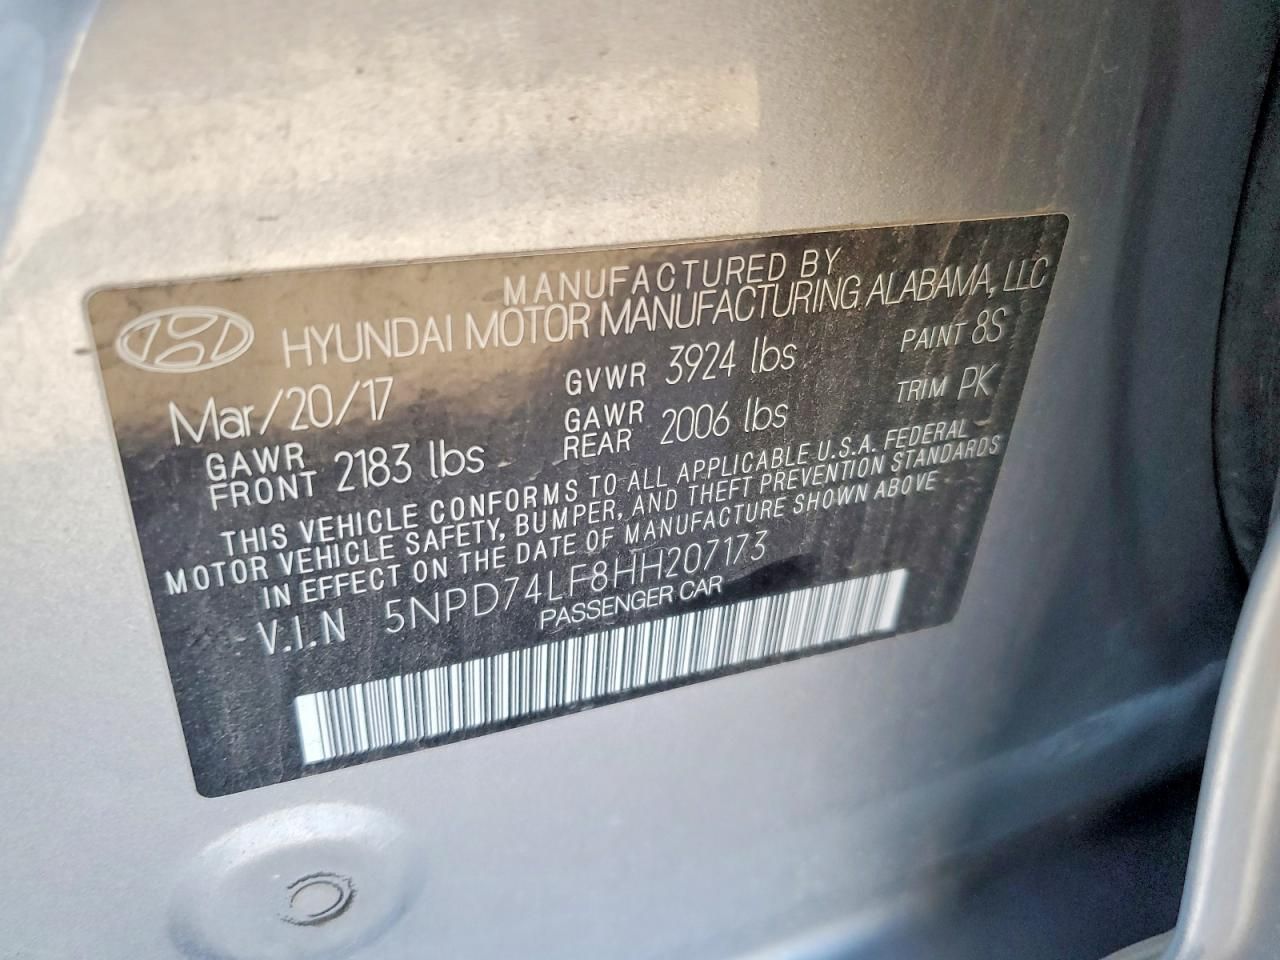 MANUFACTURED BY
HYUNDAI MOTOR MANUFACTURING ALABAMA, LLC
Mar/20/17 GVWR 3924 lbs PAINT 8S
GAWR FRONT 2183 lbs GAWR REAR 2006 lbs TRIM PK
THIS VEHICLE CONFORMS TO ALL APPLICABLE U.S.A. FEDERAL
MOTOR VEHICLE SAFETY, BUMPER, AND THEFT PREVENTION STANDARDS
IN EFFECT ON THE DATE OF MANUFACTURE SHOWN ABOVE
V.I.N 5NPD74LF8HH207173
PASSENGER CAR